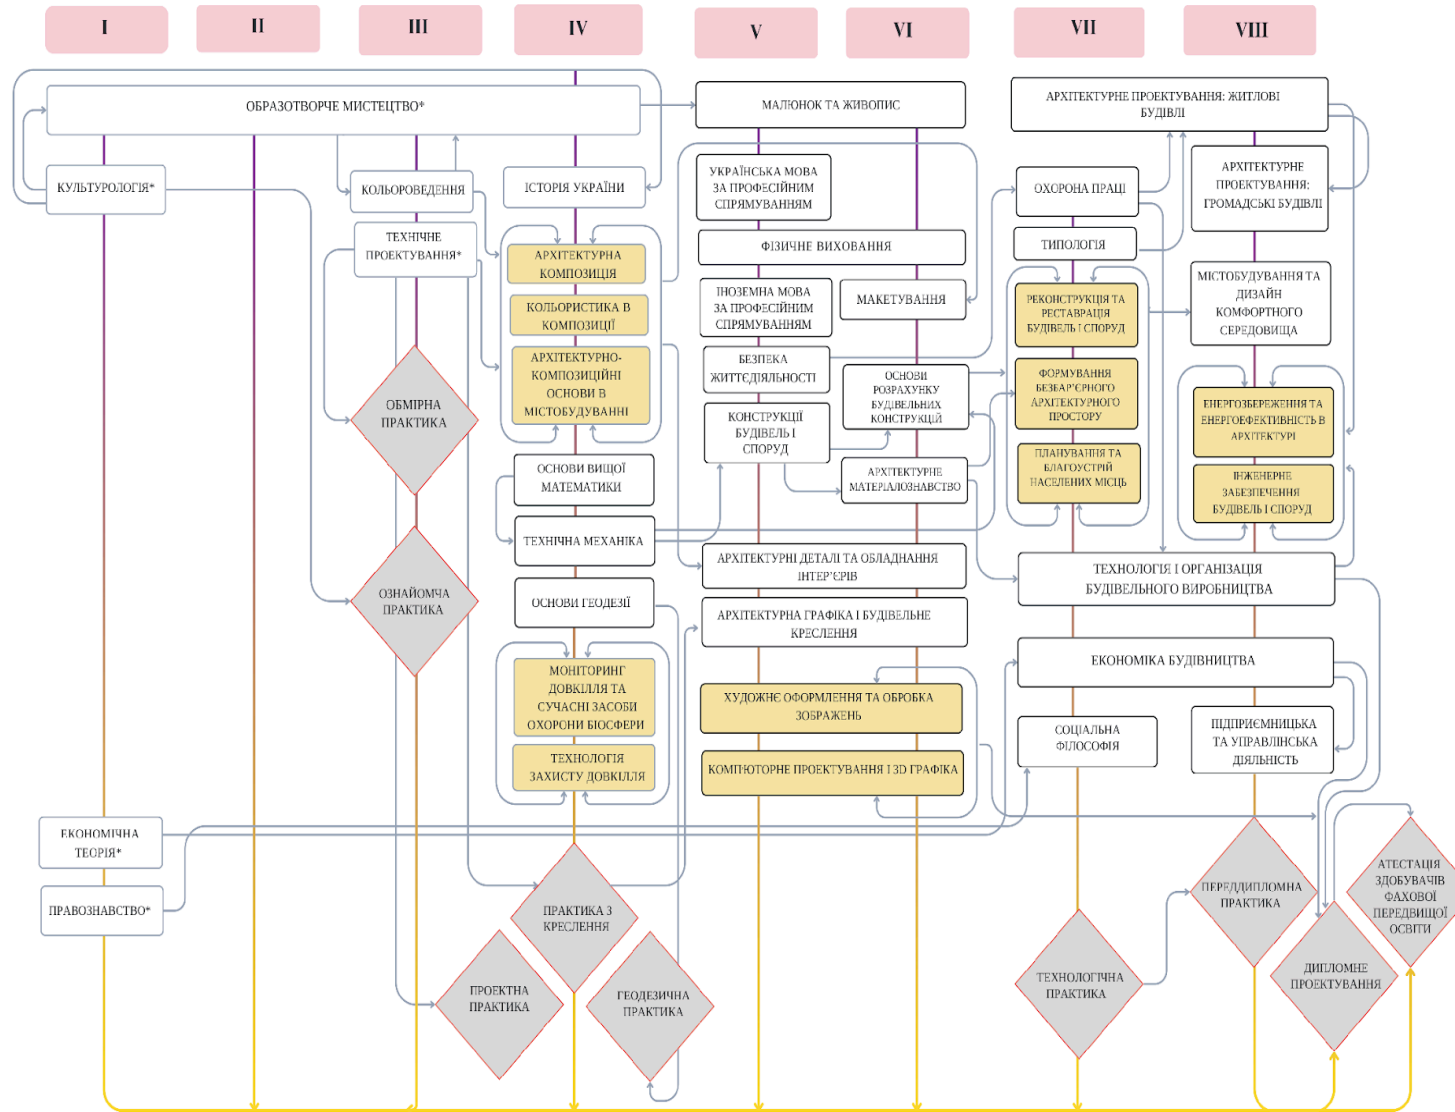 I
II
III
IV
V
VI
VII
VIII
ОБРАЗОТВОРЧЕ МИСТЕЦТВО*
МАЛЮНОК ТА ЖИВОПИС
АРХІТЕКТУРНЕ ПРОЕКТУВАННЯ: ЖИТЛОВІ
БУДІВЛІ
КУЛЬТУРОЛОГІЯ*
КОЛЬОРОВЕДЕННЯ
ІСТОРІЯ УКРАЇНИ
УКРАЇНСЬКА МОВА
ЗА ПРОФЕСІЙНИМ
СПРЯМУВАННЯМ
ОХОРОНА ПРАЦІ
АРХІТЕКТУРНЕ
ПРОЕКТУВАННЯ:
ГРОМАДСЬКІ БУДІВЛІ
ТЕХНІЧНЕ
ПРОЕКТУВАННЯ*
АРХІТЕКТУРНА
КОМПОЗИЦІЯ
ФІЗИЧНЕ ВИХОВАННЯ
ТИПОЛОГІЯ
КОЛЬОРИСТИКА В
КОМПОЗИЦІЇ
ІНОЗЕМНА МОВА
ЗА ПРОФЕСІЙНИМ
СПРЯМУВАННЯМ
МАКЕТУВАННЯ
РЕКОНСТРУКЦІЯ ТА
РЕСТАВРАЦІЯ
БУДІВЕЛЬ І СПОРУД
МІСТОБУДУВАННЯ ТА
ДИЗАЙН
КОМФОРТНОГО
СЕРЕДОВИЩА
АРХІТЕКТУРНО-
КОМПОЗИЦІЙНІ
ОСНОВИ В
МІСТОБУДУВАННІ
БЕЗПЕКА
ЖИТТЄДІЯЛЬНОСТІ
ОСНОВИ
РОЗРАХУНКУ
БУДІВЕЛЬНИХ
КОНСТРУКЦІЙ
ФОРМУВАННЯ
БЕЗБАР'ЄРНОГО
АРХІТЕКТУРНОГО
ПРОСТОРУ
ЕНЕРГОЗБЕРЕЖЕННЯ ТА
ЕНЕРГОЕФЕКТИВНІСТЬ В
АРХІТЕКТУРІ
ОБМІРНА
ПРАКТИКА
КОНСТРУКЦІЇ
БУДІВЕЛЬ І
СПОРУД
ОСНОВИ ВИЩОЇ
МАТЕМАТИКИ
АРХІТЕКТУРНЕ
МАТЕРІАЛОЗНАВСТВО
ПЛАНУВАННЯ ТА
БЛАГОУСТРІЙ
НАСЕЛЕНИХ МІСЦЬ
ІНЖЕНЕРНЕ
ЗАБЕЗПЕЧЕННЯ
БУДІВЕЛЬ І СПОРУД
ТЕХНІЧНА МЕХАНІКА
АРХІТЕКТУРНІ ДЕТАЛІ ТА ОБЛАДНАННЯ
ІНТЕР'ЄРІВ
ТЕХНОЛОГІЯ І ОРГАНІЗАЦІЯ
БУДІВЕЛЬНОГО ВИРОБНИЦТВА
ОЗНАЙОМЧА
ПРАКТИКА
ОСНОВИ ГЕОДЕЗІЇ
АРХІТЕКТУРНА ГРАФІКА І БУДІВЕЛЬНЕ
КРЕСЛЕННЯ
МОНІТОРИНГ
ДОВКІЛЛЯ ТА
СУЧАСНІ ЗАСОБИ
ОХОРОНИ БІОСФЕРИ
ЕКОНОМІКА БУДІВНИЦТВА
ХУДОЖНЄ ОФОРМЛЕННЯ ТА ОБРОБКА
ЗОБРАЖЕНЬ
СОЦІАЛЬНА
ФІЛОСОФІЯ
ПІДПРИЄМНИЦЬКА
ТА УПРАВЛІНСЬКА
ДІЯЛЬНІСТЬ
ТЕХНОЛОГІЯ
ЗАХИСТУ ДОВКІЛЛЯ
КОМП'ЮТОРНЕ ПРОЕКТУВАННЯ І 3D ГРАФІКА
ЕКОНОМІЧНА
ТЕОРІЯ*
ПРАВОЗНАВСТВО*
ПРАКТИКА З
КРЕСЛЕННЯ
ПЕРЕДДИПЛОМНА
ПРАКТИКА
АТЕСТАЦІЯ
ЗДОБУВАЧІВ
ФАХОВОЇ
ПЕРЕДВИЩОЇ
ОСВІТИ
ПРОЕКТНА
ПРАКТИКА
ГЕОДЕЗИЧНА
ПРАКТИКА
ТЕХНОЛОГІЧНА
ПРАКТИКА
ДИПЛОМНЕ
ПРОЕКТУВАННЯ